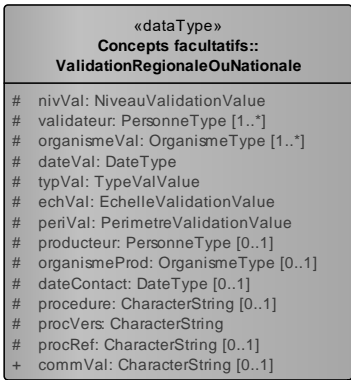 «dataType»
Concepts facultatifs::
ValidationRegionaleOuNationale
# nivVal: NiveauValidationValue
# validateur: PersonneType [1..*]
# organismeVal: OrganismeType [1..*]
# dateVal: DateType
# typVal: TypeValValue
# echVal: EchelleValidationValue
# periVal: PerimetreValidationValue
# producteur: PersonneType [0..1]
# organismeProd: OrganismeType [0..1]
# dateContact: DateType [0..1]
# procedure: CharacterString [0..1]
# procVers: CharacterString
# procRef: CharacterString [0..1]
+ commVal: CharacterString [0..1]